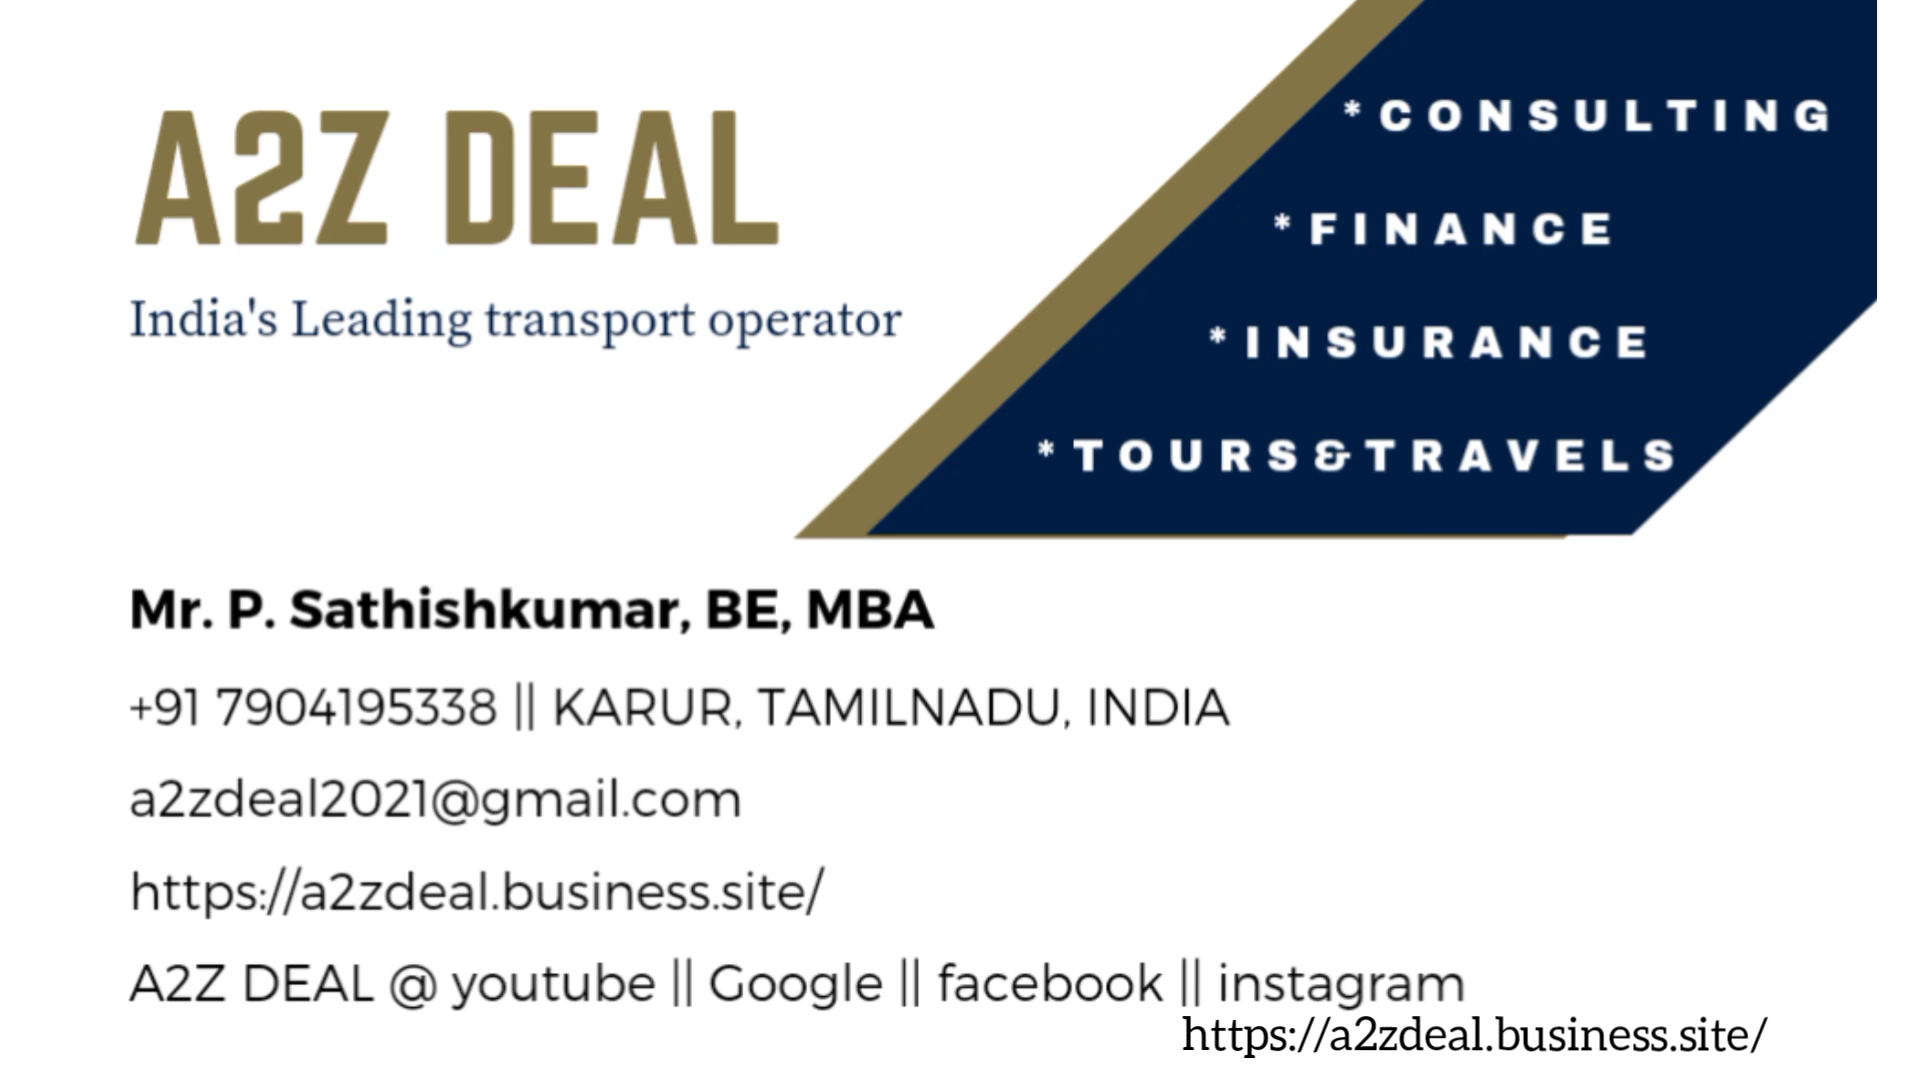 A2Z DEAL
India's Leading transport operator
*CONSULTING
*FINANCE
*INSURANCE
*TOURS&TRAVELS
Mr. P. Sathishkumar, BE, MBA
+91 7904195338 || KARUR, TAMILNADU, INDIA
a2zdeal2021@gmail.com
https://a2zdeal.business.site/
A2Z DEAL @ youtube || Google || facebook || instagram
https://a2zdeal.business.site/